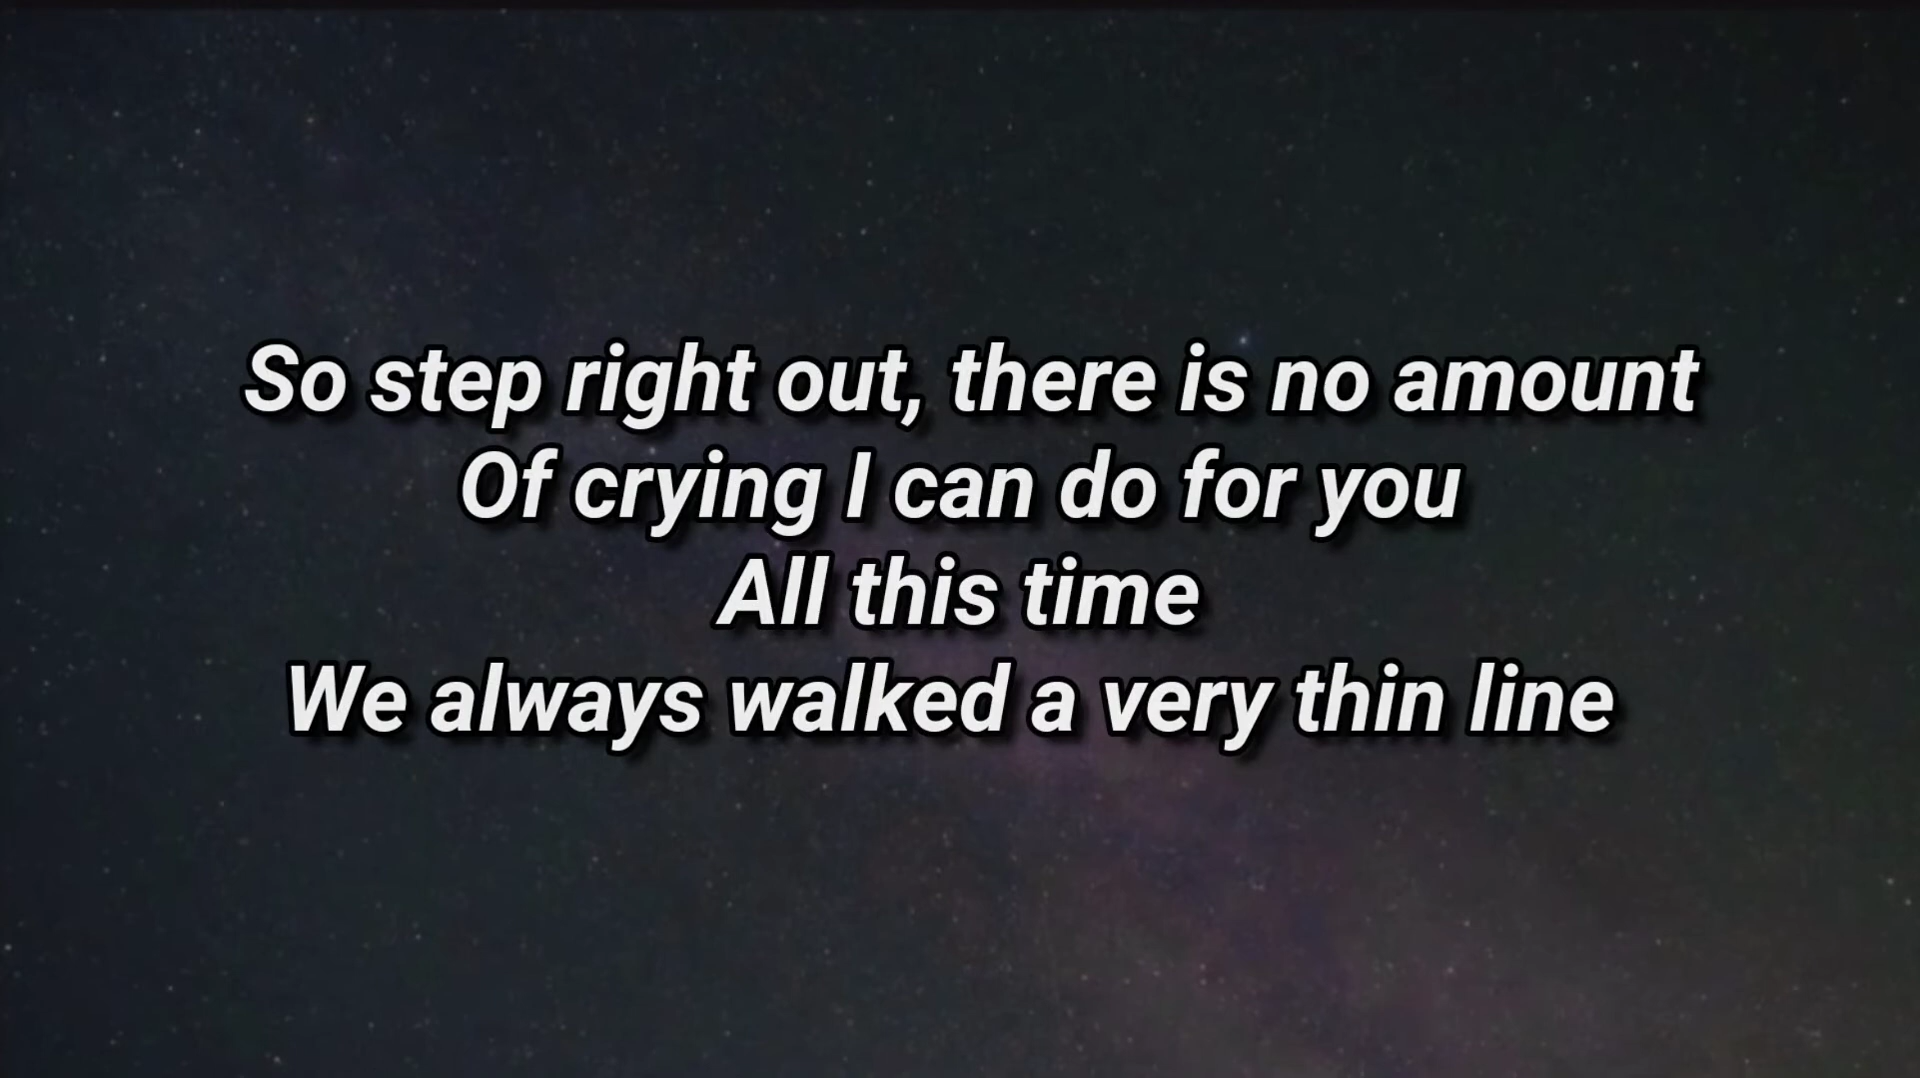 So step right out, there is no amount
Of crying I can do for you
All this time
We always walked a very thin line